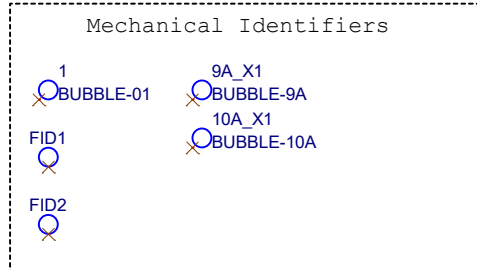 Mechanical Identifiers
1
BUBBLE-01
9A_X1
BUBBLE-9A
10A_X1
BUBBLE-10A
FID1
FID2